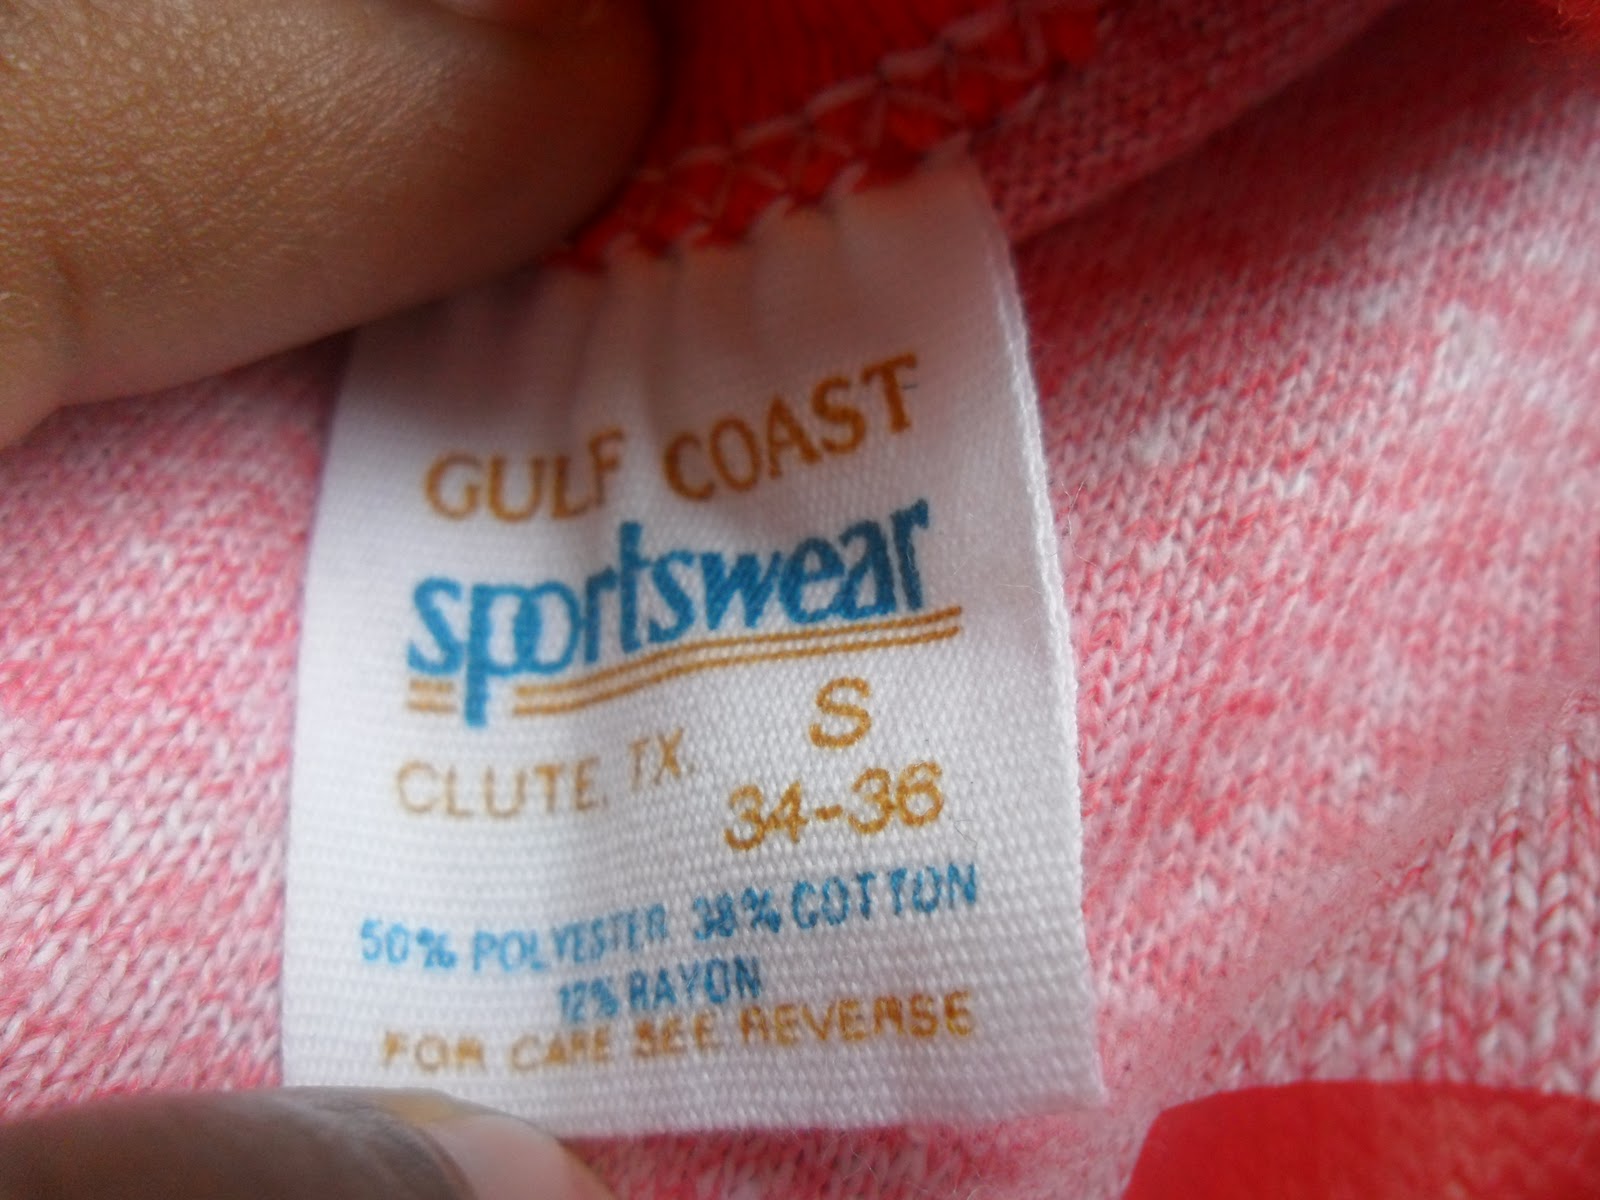 GULF COAST
sportswear
CLUTE, TX. S
34-36
50% POLYESTER 38% COTTON
12% RAYON
FOR CARE SEE REVERSE